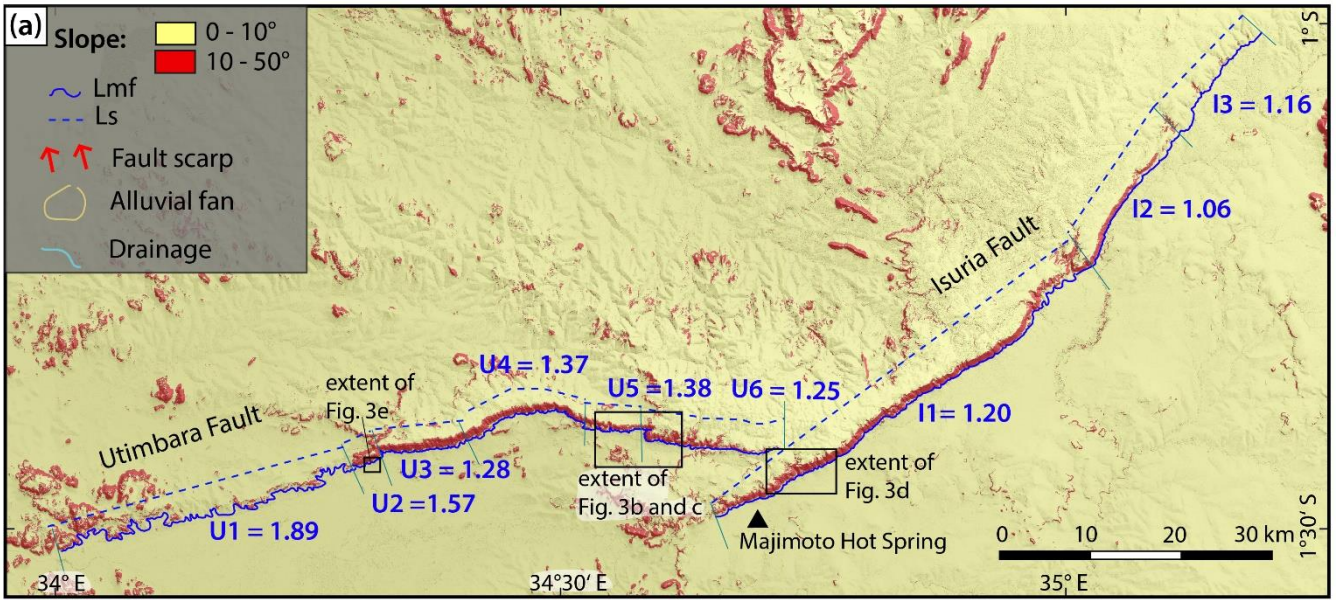 (a)
Slope:
0 - 10°
10 - 50°
Lmf
Ls
Fault scarp
Alluvial fan
Drainage
1° S
I3 = 1.16
I2 = 1.06
Isuria Fault
U4 = 1.37
U5 =1.38
U6 = 1.25
extent of
Fig. 3e
I1= 1.20
Utimbara Fault
U3 = 1.28
extent of
Fig. 3d
extent of
Fig. 3b and c
U2 = 1.57
U1 = 1.89
Majimoto Hot Spring
0 10 20 30 km
1°30' S
34° E
34°30' E
35° E